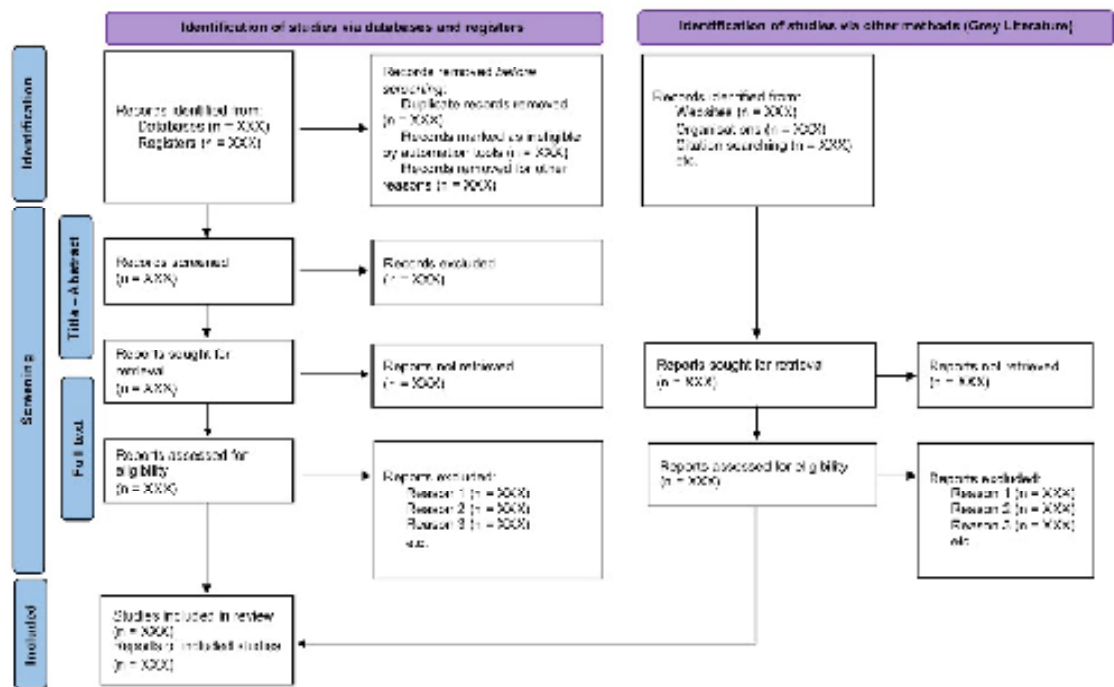 Identification of studies via databases and registers
Identification of studies via other methods (Grey Literature)
Identification
Records identified from:
Databases (n = XXX)
Registers (n = XXX)
Records removed before
screening:
Duplicate records removed
(n = XXX)
Records marked as ineligible
by automation tools (n = XXX)
Records removed for other
reasons (n = XXX)
Records identified from:
Websites (n = XXX)
Organisations (n = XXX)
Citation searching (n = XXX)
etc.
Screening
Title – Abstract
Records screened
(n = XXX)
Records excluded
(n = XXX)
Reports sought for
retrieval
(n = XXX)
Reports not retrieved
(n = XXX)
Reports sought for retrieval
(n = XXX)
Reports not retrieved
(n = XXX)
Full text
Reports assessed for
eligibility
(n = XXX)
Reports excluded:
Reason 1 (n = XXX)
Reason 2 (n = XXX)
Reason 3 (n = XXX)
etc.
Reports assessed for eligibility
(n = XXX)
Reports excluded:
Reason 1 (n = XXX)
Reason 2 (n = XXX)
Reason 3 (n = XXX)
etc.
Included
Studies included in review
(n = XXX)
Reports of included studies
(n = XXX)